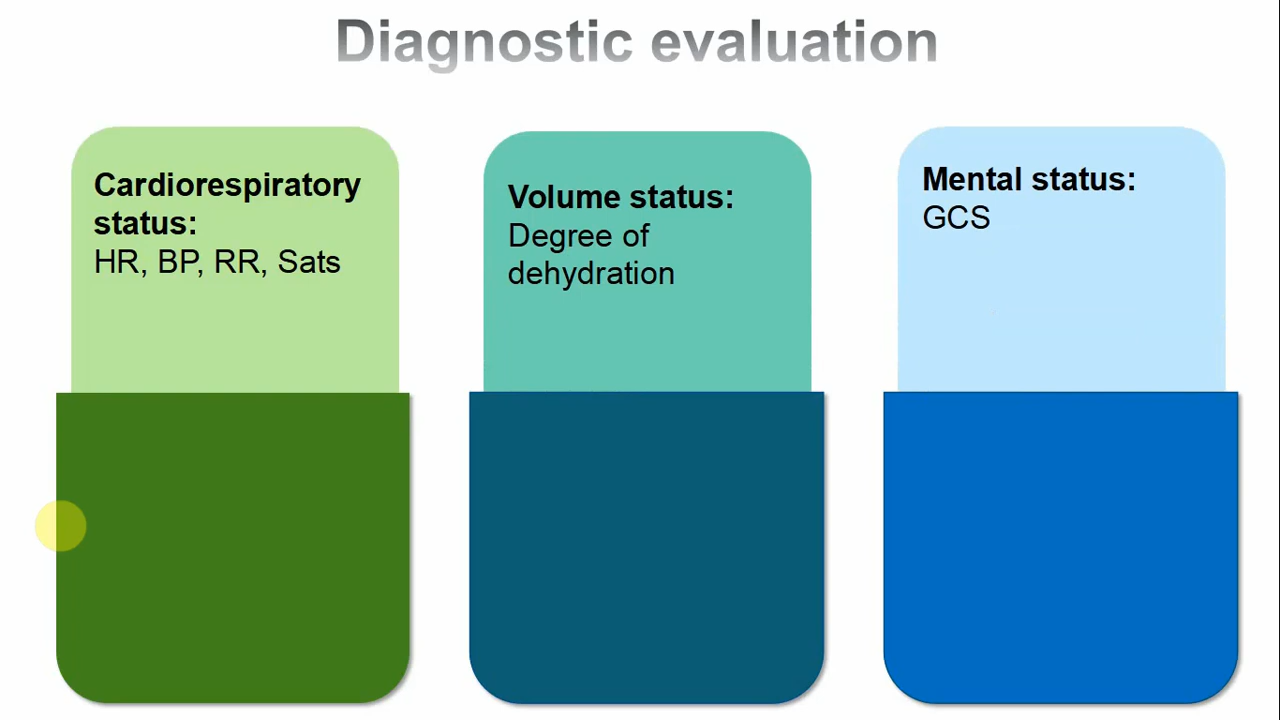 Diagnostic evaluation
Cardiorespiratory
status:
HR, BP, RR, Sats
Volume status:
Degree of
dehydration
Mental status:
GCS